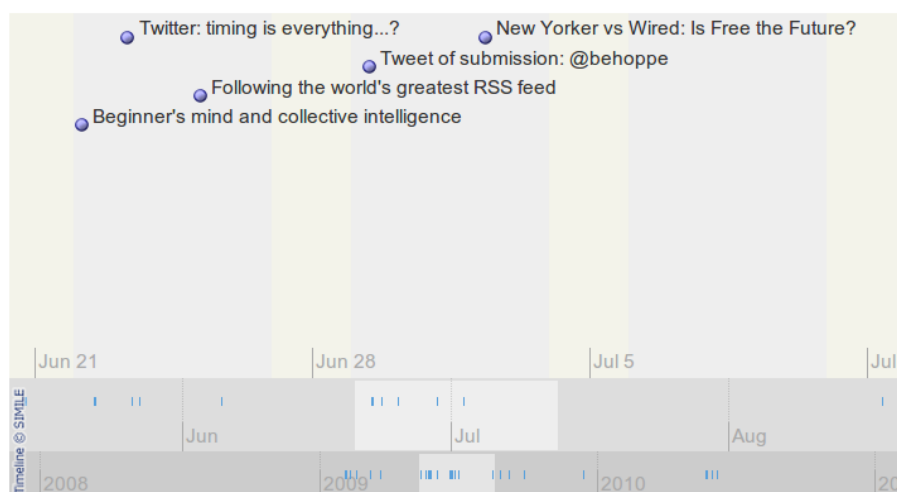 Twitter: timing is everything...?
New Yorker vs Wired: Is Free the Future?
Tweet of submission: @behoppe
Following the world's greatest RSS feed
Beginner's mind and collective intelligence
Jun 21
Jun 28
Jul 5
Jul
Jun
Jul
Aug
2008
2009
2010
20
Timeline © SIMILE